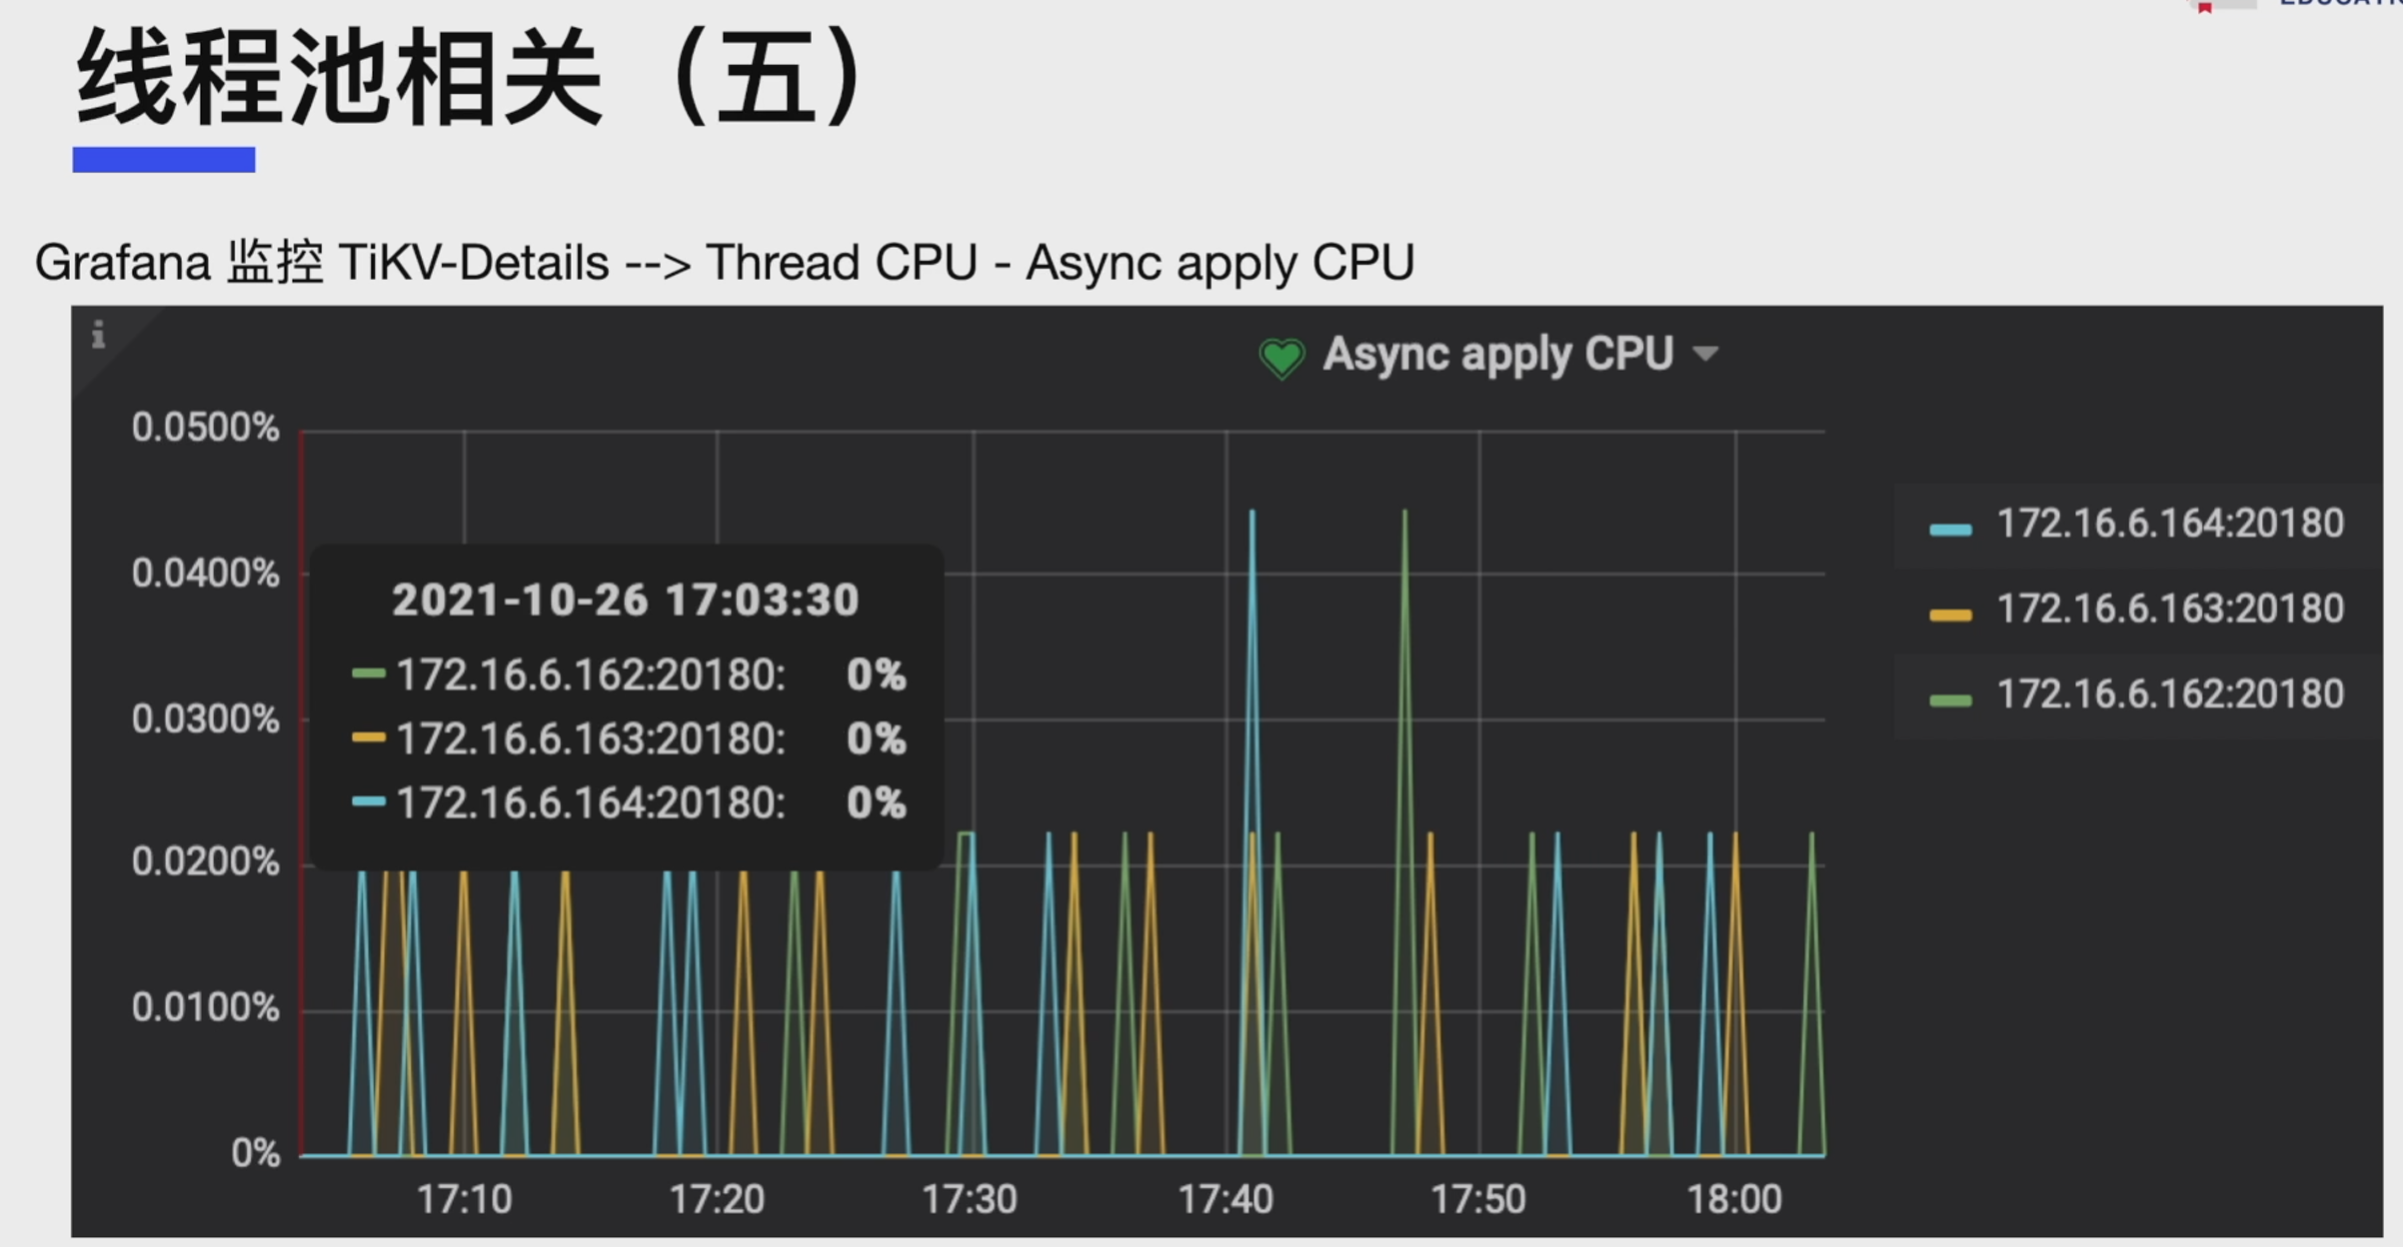 线程池相关（五）
Grafana 监控 TiKV-Details --> Thread CPU - Async apply CPU
i
Async apply CPU
0.0500%
0.0400%
0.0300%
0.0200%
0.0100%
0%
2021-10-26 17:03:30
172.16.6.162:20180: 0%
172.16.6.163:20180: 0%
172.16.6.164:20180: 0%
172.16.6.164:20180
172.16.6.163:20180
172.16.6.162:20180
17:10 17:20 17:30 17:40 17:50 18:00